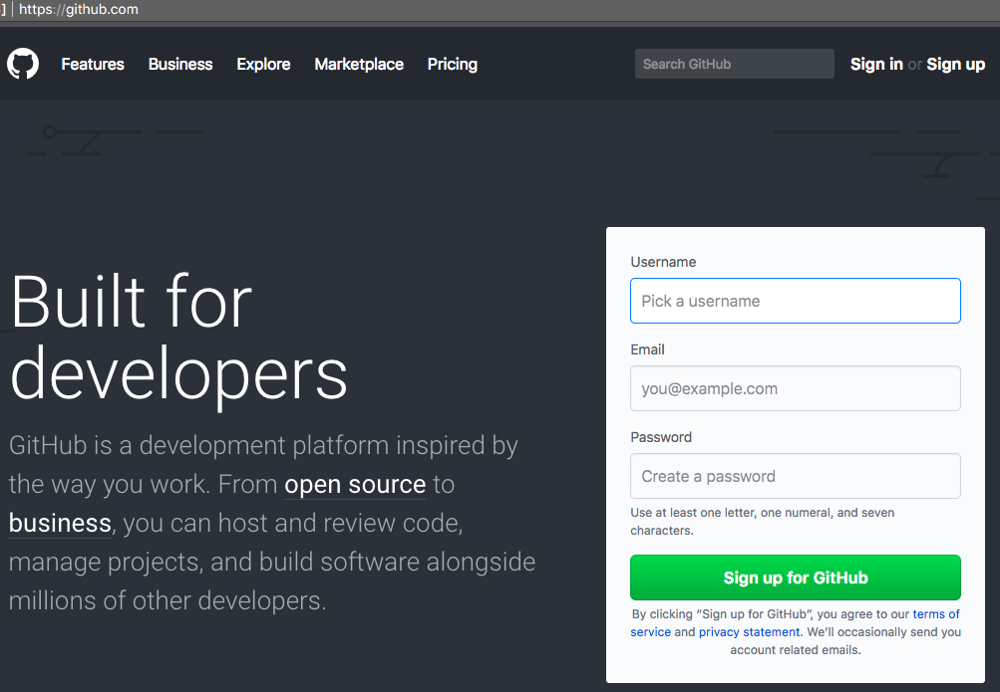 ] | https://github.com
Features Business Explore Marketplace Pricing Search GitHub Sign in or Sign up
Built for
developers
GitHub is a development platform inspired by
the way you work. From open source to
business, you can host and review code,
manage projects, and build software alongside
millions of other developers.
Username
Pick a username
Email
you@example.com
Password
Create a password
Use at least one letter, one numeral, and seven
characters.
Sign up for GitHub
By clicking “Sign up for GitHub”, you agree to our terms of
service and privacy statement. We’ll occasionally send you
account related emails.